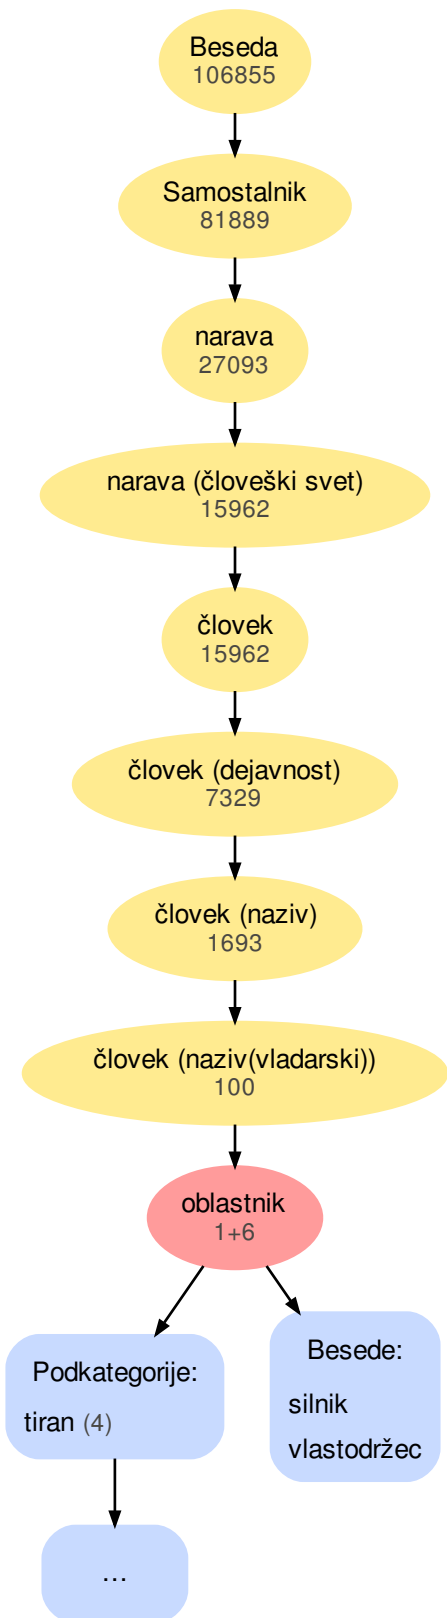 Beseda
106855
Samostalnik
81889
narava
27093
narava (človeški svet)
15962
človek
15962
človek (dejavnost)
7329
človek (naziv)
1693
človek (naziv(vladarski))
100
oblastnik
1+6
Podkategorije:
tiran (4)
Besede:
silnik
vlastodržec
...